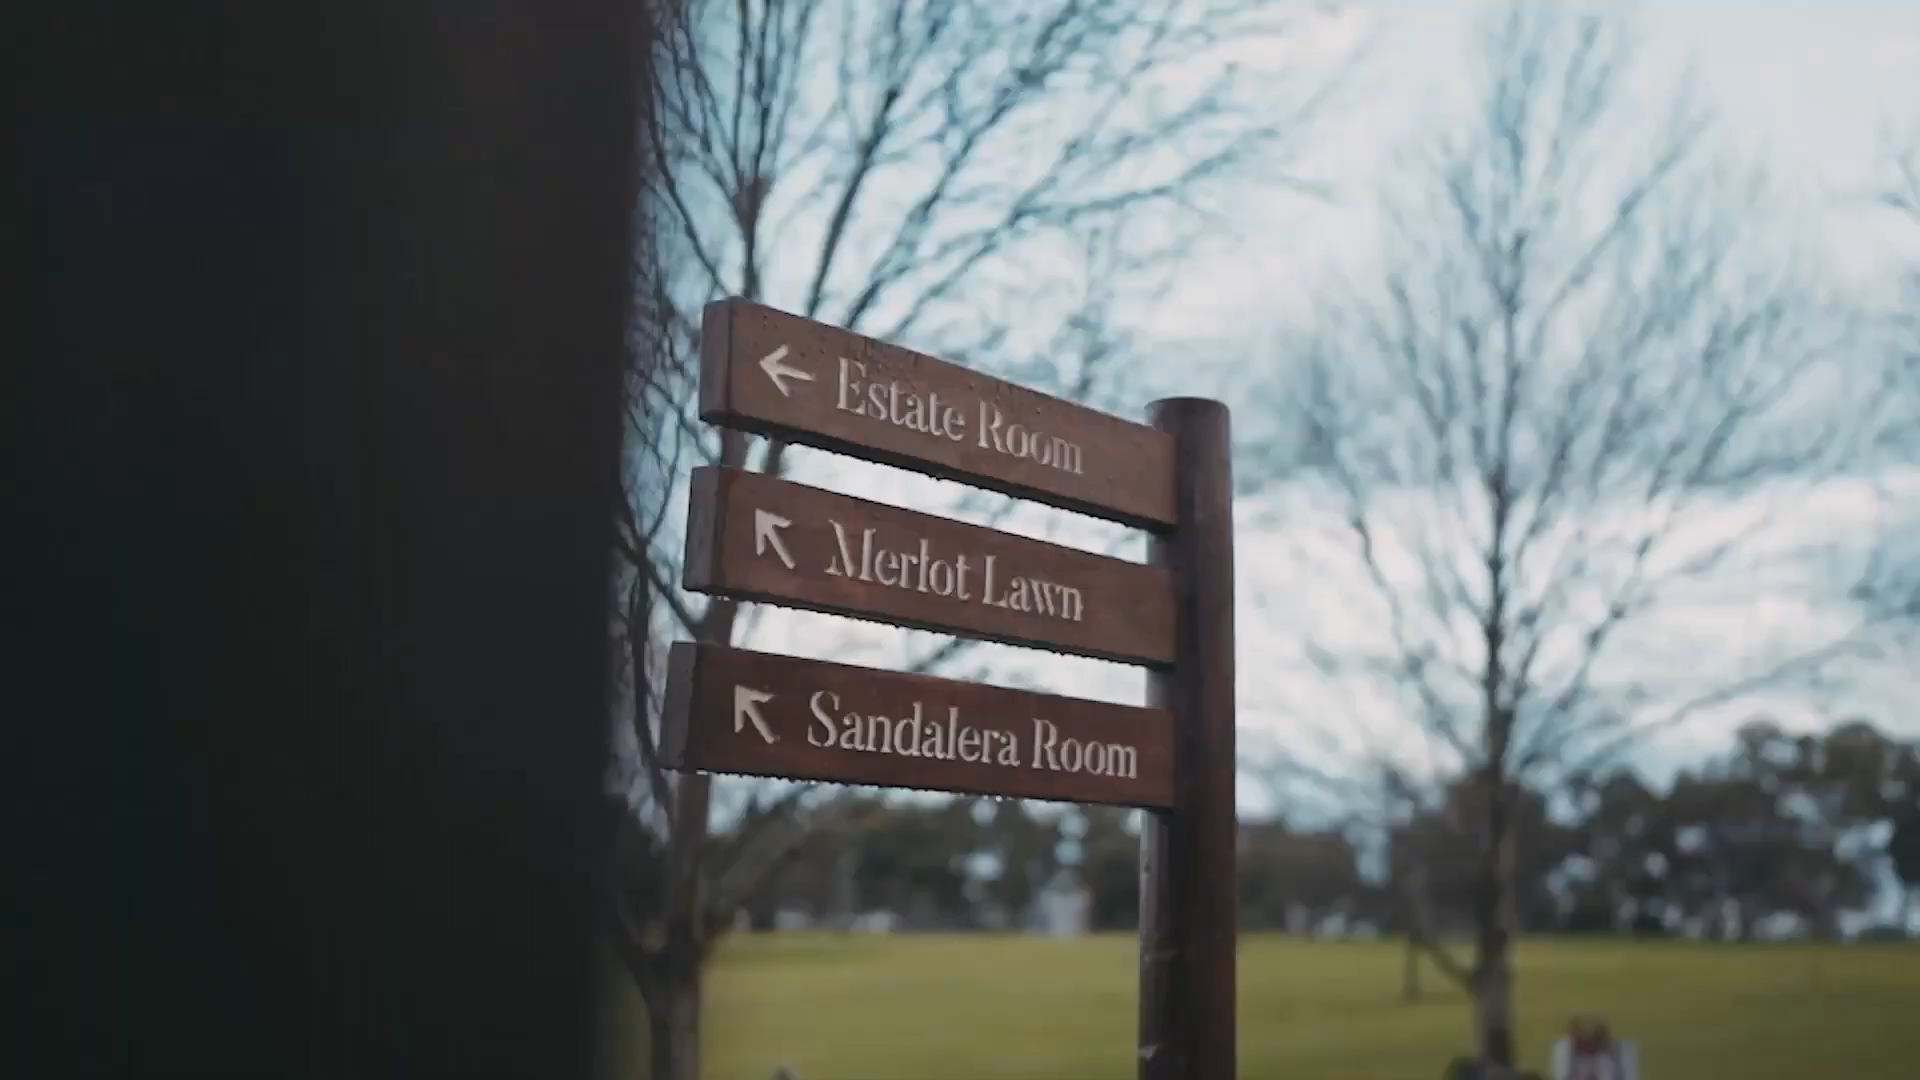 ← Estate Room
↖ Merlot Lawn
↖ Sandalera Room